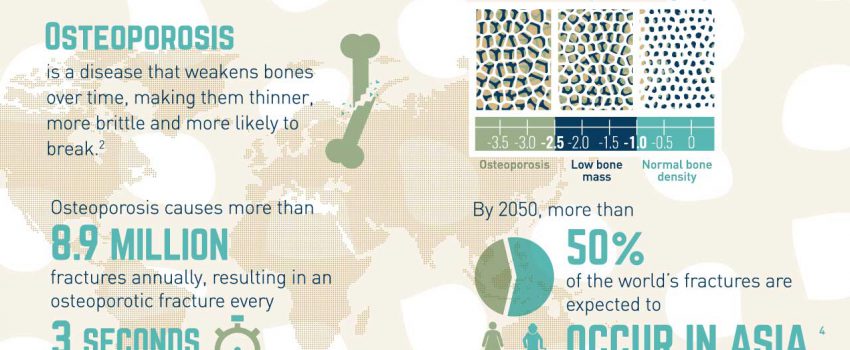 OSTEOPOROSIS
is a disease that weakens bones
over time, making them thinner,
more brittle and more likely to
break.2
-3.5 -3.0 -2.5 -2.0 -1.5 -1.0 -0.5 0
Osteoporosis
Low bone
mass
Normal bone
density
Osteoporosis causes more than
8.9 MILLION
fractures annually, resulting in an
osteoporotic fracture every
3 SECONDS
By 2050, more than
50%
of the world's fractures are
expected to
OCCUR IN ASIA 4